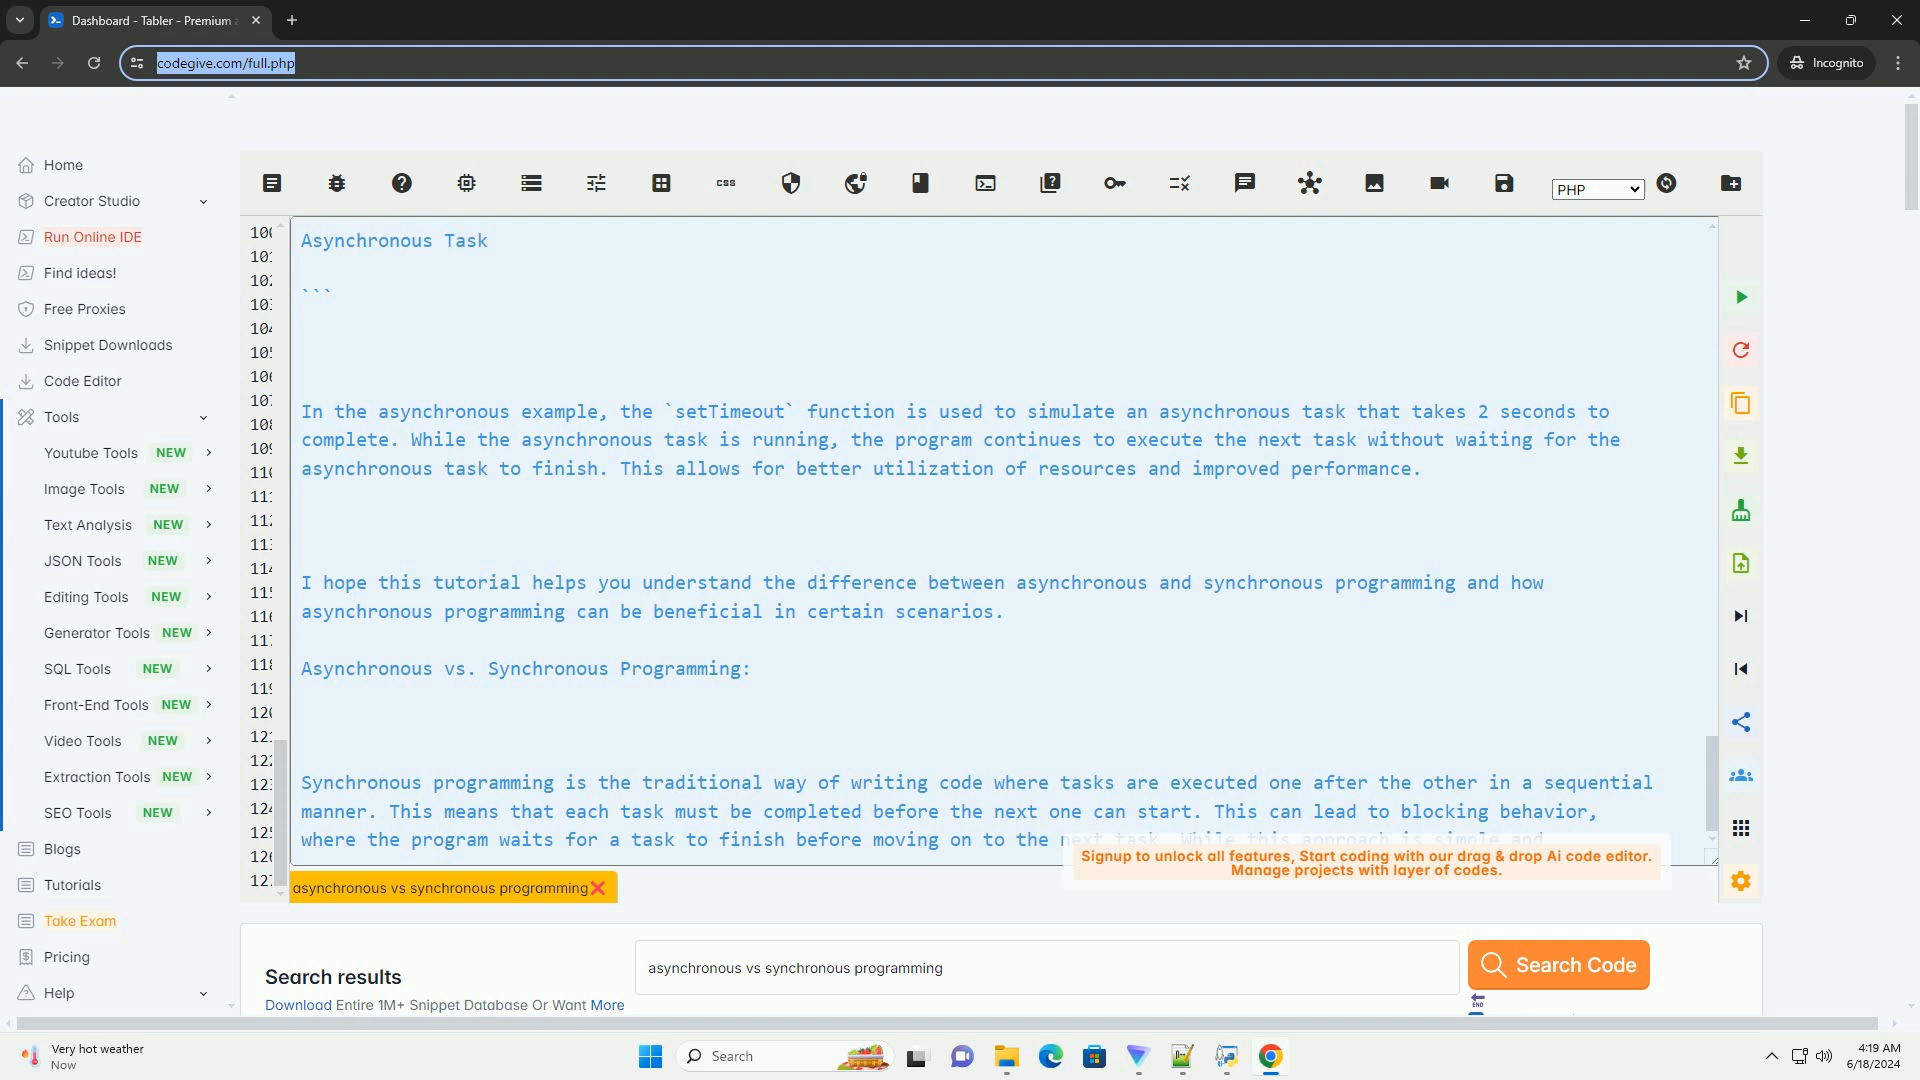 Dashboard - Tabler - Premium
codegive.com/full.php
Incognito
Home
Creator Studio
Run Online IDE
Find ideas!
Free Proxies
Snippet Downloads
Code Editor
Tools
Youtube Tools NEW
Image Tools NEW
Text Analysis NEW
JSON Tools NEW
Editing Tools NEW
Generator Tools NEW
SQL Tools NEW
Front-End Tools NEW
Video Tools NEW
Extraction Tools NEW
SEO Tools NEW
Blogs
Tutorials
Take Exam
Pricing
Help
css
PHP
Asynchronous Task
```
In the asynchronous example, the `setTimeout` function is used to simulate an asynchronous task that takes 2 seconds to
complete. While the asynchronous task is running, the program continues to execute the next task without waiting for the
asynchronous task to finish. This allows for better utilization of resources and improved performance.
I hope this tutorial helps you understand the difference between asynchronous and synchronous programming and how
asynchronous programming can be beneficial in certain scenarios.
Asynchronous vs. Synchronous Programming:
Synchronous programming is the traditional way of writing code where tasks are executed one after the other in a sequential
manner. This means that each task must be completed before the next one can start. This can lead to blocking behavior,
where the program waits for a task to finish before moving on to the next task. While this approach is simple and
Signup to unlock all features, Start coding with our drag & drop Ai code editor.
Manage projects with layer of codes.
asynchronous vs synchronous programming
Search results
asynchronous vs synchronous programming
Search Code
Download Entire 1M+ Snippet Database Or Want More
END
Very hot weather
Now
Search
4:19 AM
6/18/2024